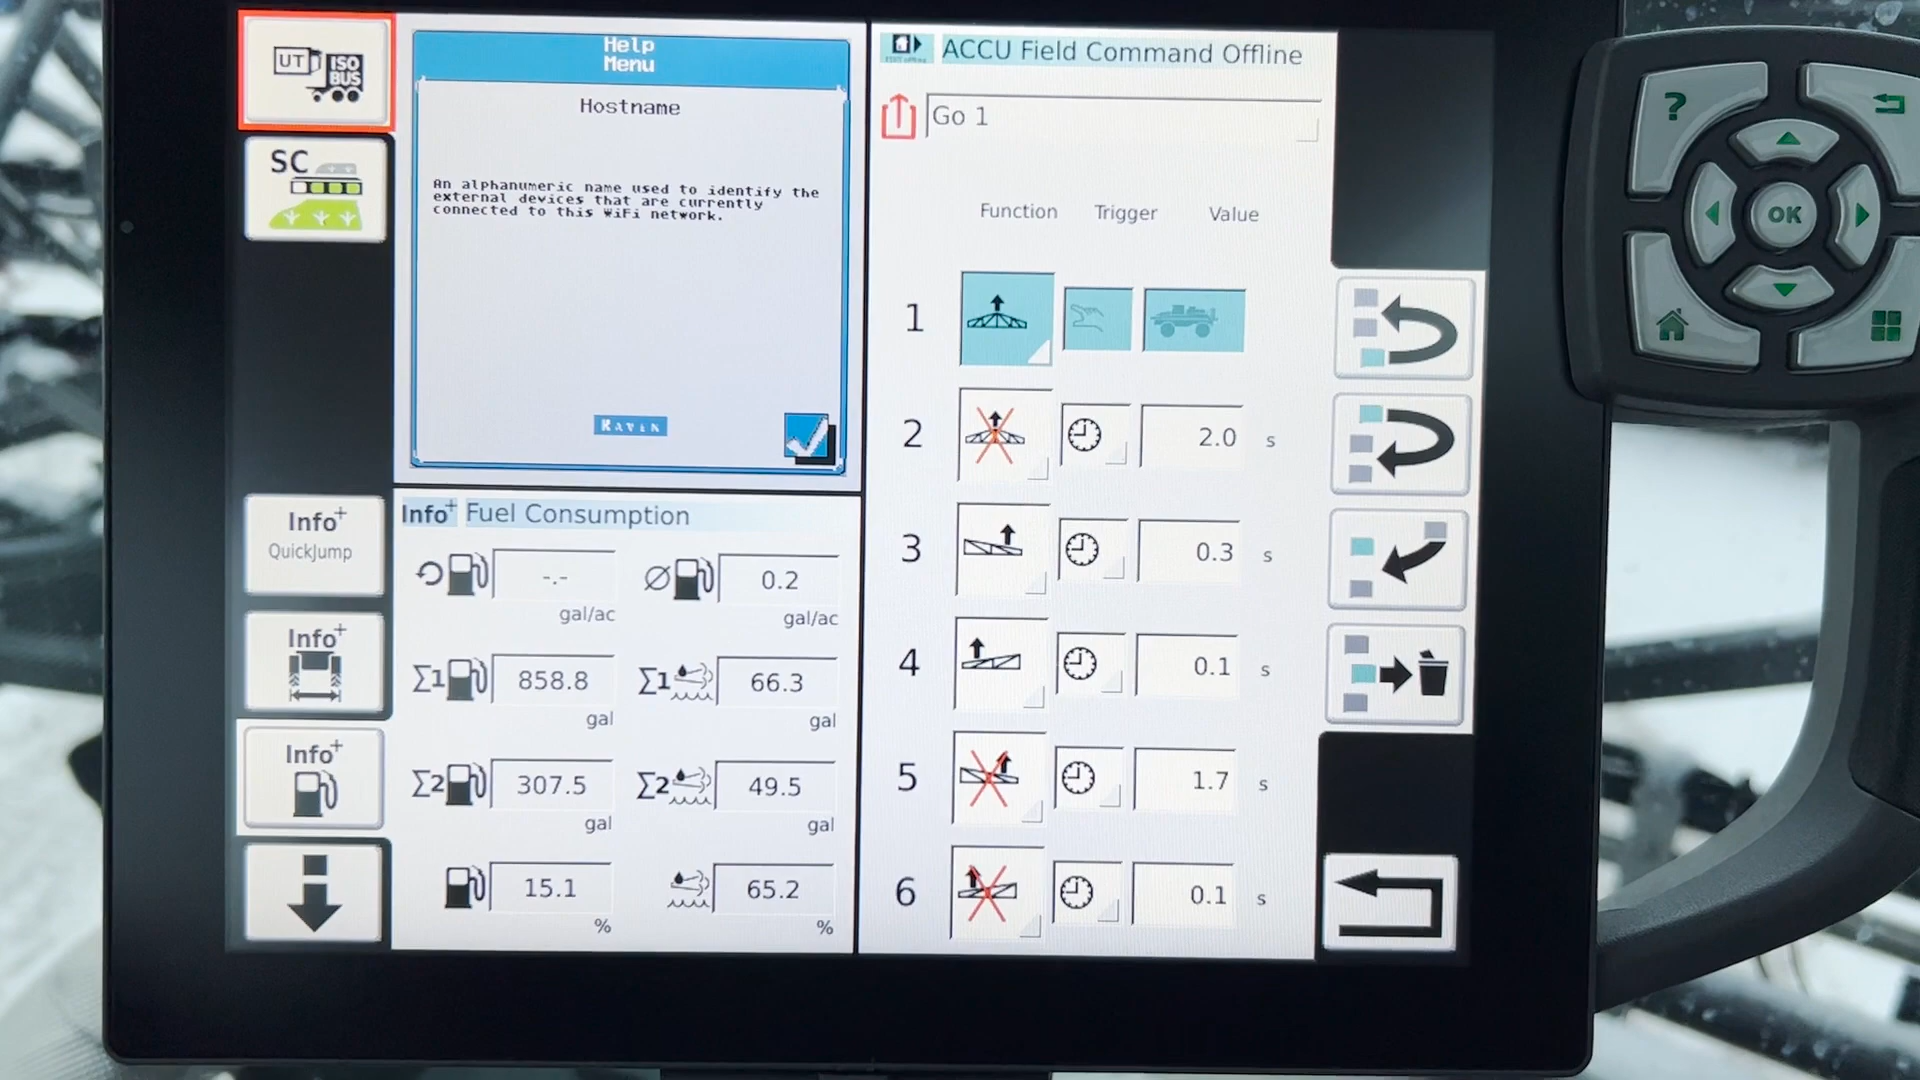 UT
ISO
BUS
SC
Help
Menu
Hostname
An alphanumeric name used to identify the
external devices that are currently
connected to this WiFi network.
RAVEN
Info+
QuickJump
Info+
Info+
Info+ Fuel Consumption
-.-
gal/ac
0.2
gal/ac
Σ1
858.8
gal
Σ1
66.3
gal
Σ2
307.5
gal
Σ2
49.5
gal
15.1
%
65.2
%
ACCU Field Command Offline
Go 1
Function Trigger Value
1
2 2.0 s
3 0.3 s
4 0.1 s
5 1.7 s
6 0.1 s
?
OK